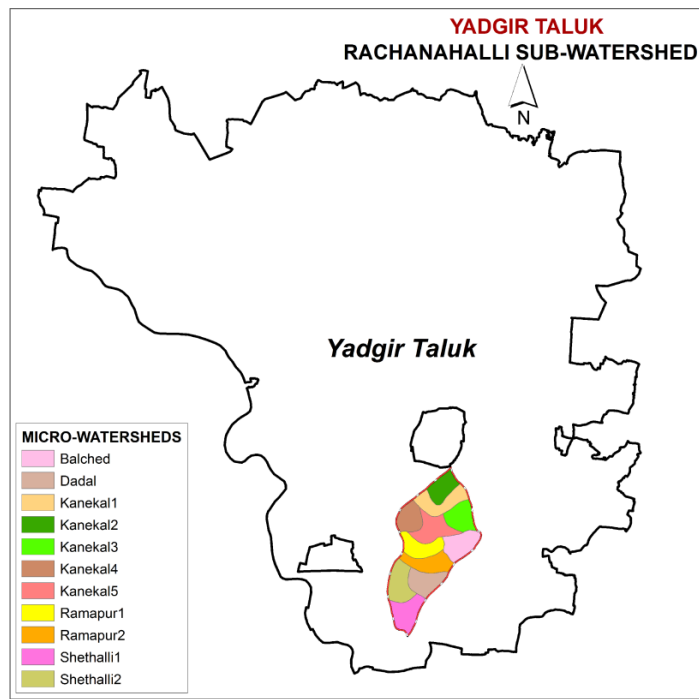 YADGIR TALUK
RACHANAHALLI SUB-WATERSHED
N
Yadgir Taluk
MICRO-WATERSHEDS
Balched
Dadal
Kanekal1
Kanekal2
Kanekal3
Kanekal4
Kanekal5
Ramapur1
Ramapur2
Shethalli1
Shethalli2